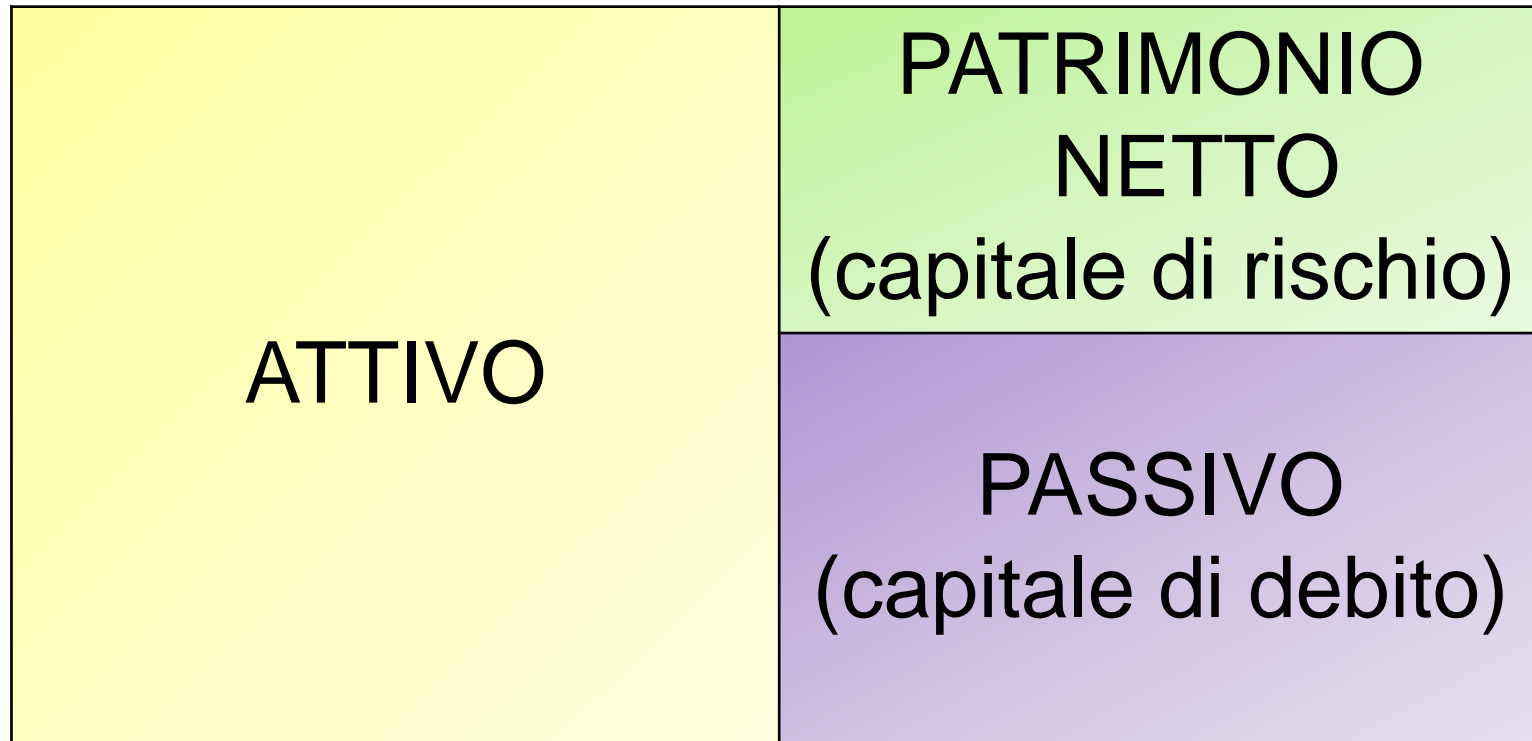 ATTIVO
PATRIMONIO
NETTO
(capitale di rischio)
PASSIVO
(capitale di debito)